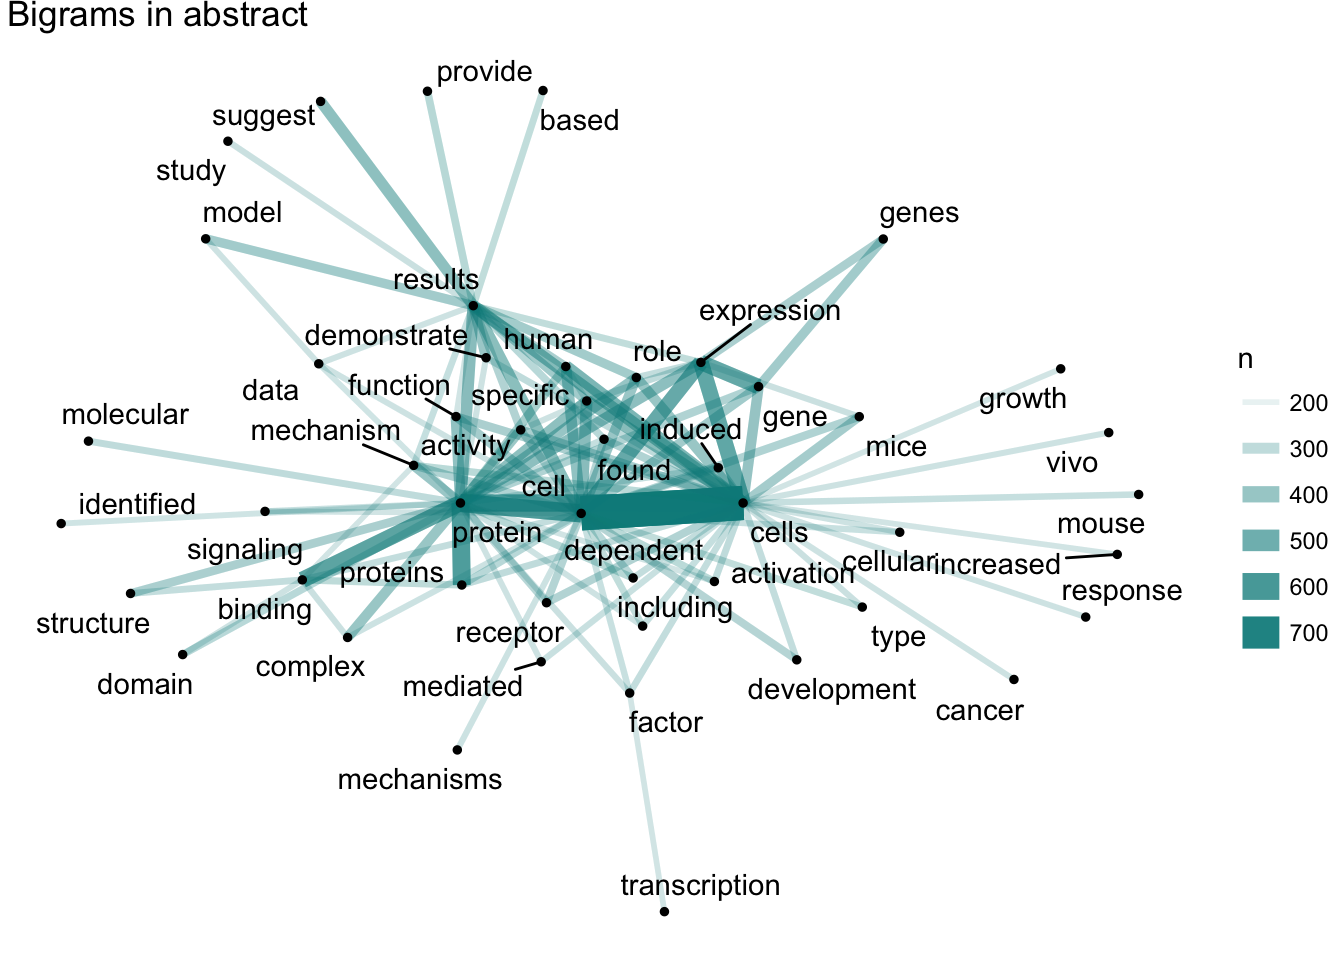 Bigrams in abstract
provide
suggest
based
study
model
genes
results
expression
demonstrate
human
role
growth
data
function
specific
gene
molecular
mechanism
activity
induced
mice
vivo
found
cell
identified
mouse
protein
cells
signaling
dependent
cellular
increased
proteins
activation
response
binding
including
structure
receptor
type
complex
domain
mediated
development
cancer
factor
mechanisms
transcription
n
200
300
400
500
600
700